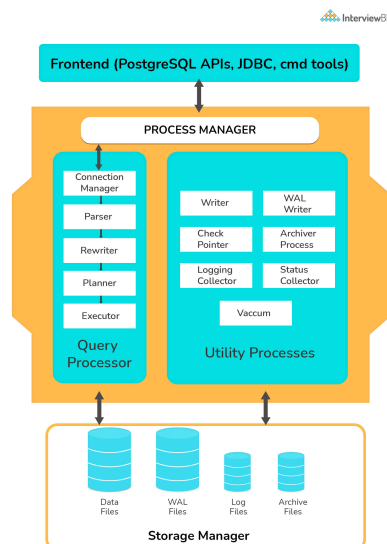 InterviewB
Frontend (PostgreSQL APIs, JDBC, cmd tools)
PROCESS MANAGER
Connection
Manager
Parser
Rewriter
Planner
Executor
Query
Processor
Writer
WAL
Writer
Check
Pointer
Archiver
Process
Logging
Collector
Status
Collector
Vaccum
Utility Processes
Data
Files
WAL
Files
Log
Files
Archive
Files
Storage Manager